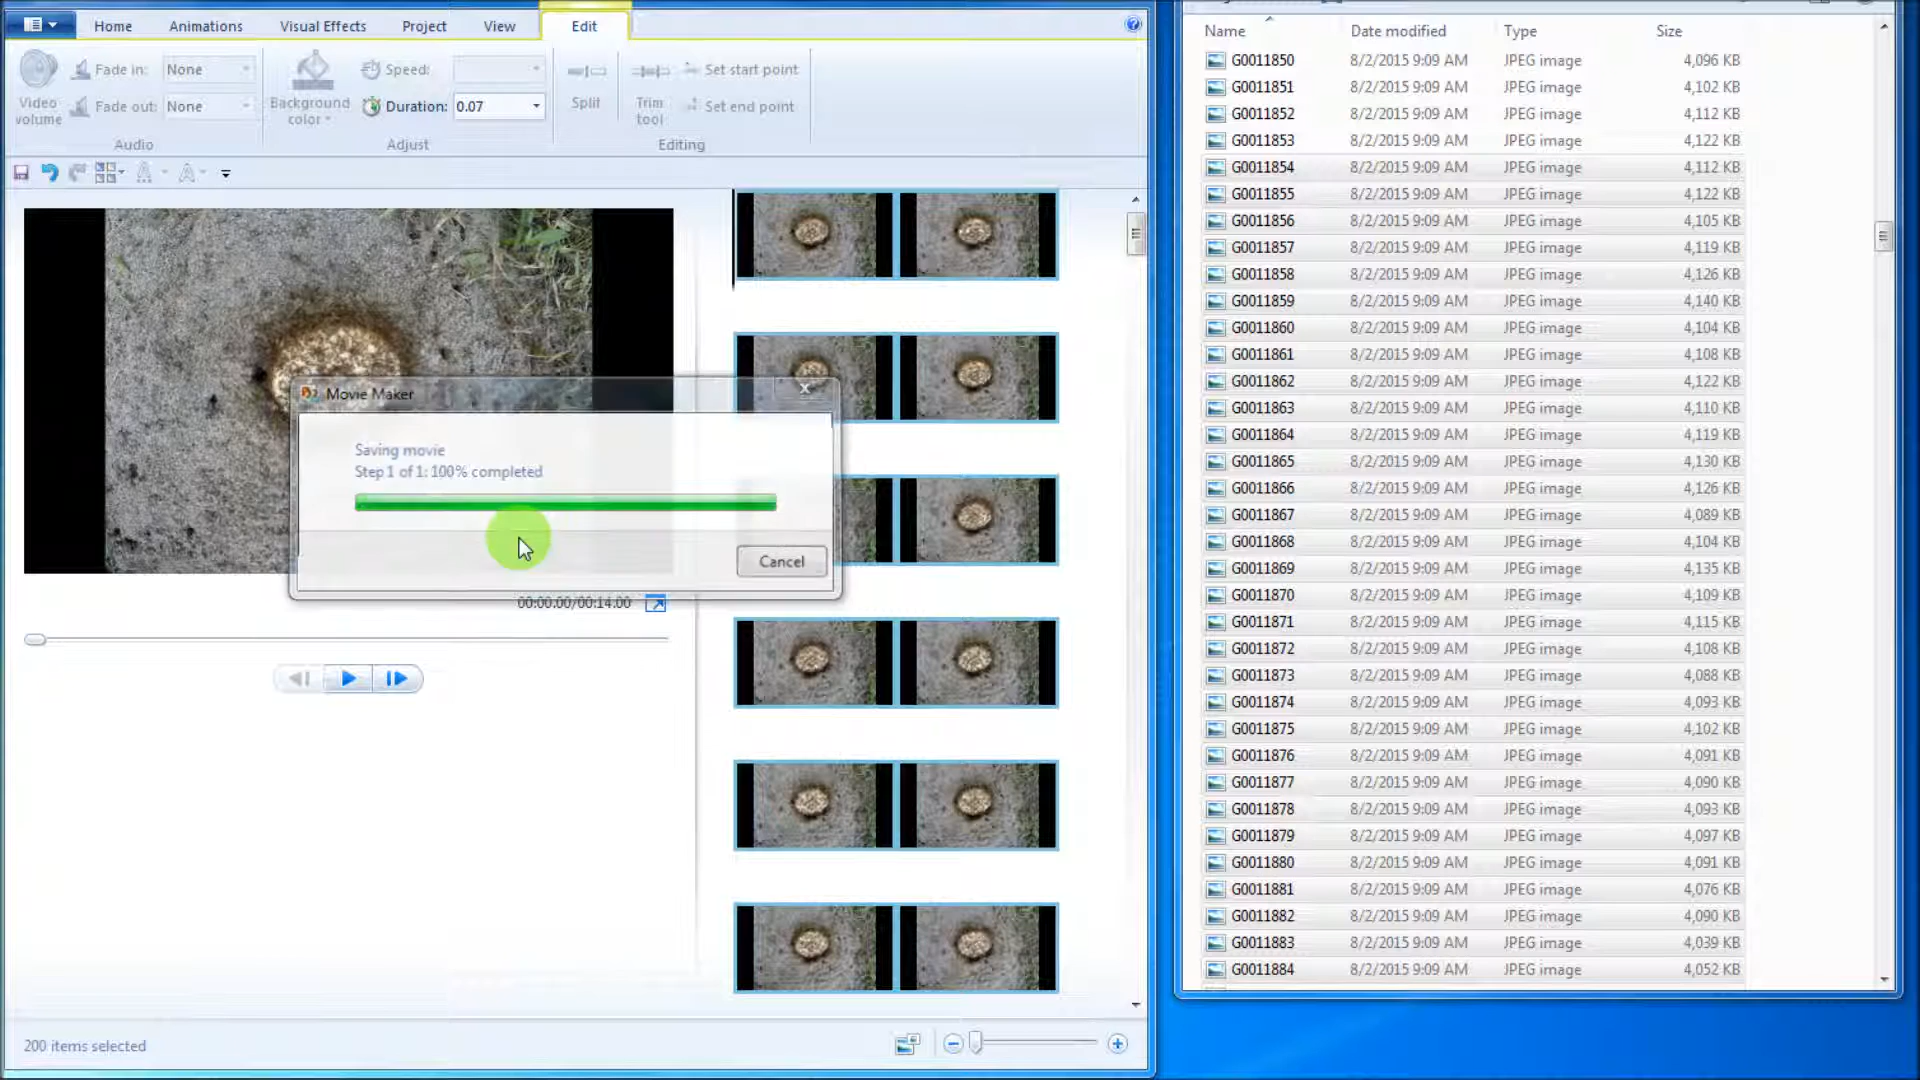 Home Animations Visual Effects Project View Edit
Video volume
Fade in: None
Fade out: None
Audio
Background color
Speed:
Duration: 0.07
Adjust
Split
Trim tool
Set start point
Set end point
Editing
Movie Maker
Saving movie
Step 1 of 1: 100% completed
Cancel
00:00.00/00:14.00
200 items selected
Name Date modified Type Size
G0011850 8/2/2015 9:09 AM JPEG image 4,096 KB
G0011851 8/2/2015 9:09 AM JPEG image 4,102 KB
G0011852 8/2/2015 9:09 AM JPEG image 4,112 KB
G0011853 8/2/2015 9:09 AM JPEG image 4,122 KB
G0011854 8/2/2015 9:09 AM JPEG image 4,112 KB
G0011855 8/2/2015 9:09 AM JPEG image 4,122 KB
G0011856 8/2/2015 9:09 AM JPEG image 4,105 KB
G0011857 8/2/2015 9:09 AM JPEG image 4,119 KB
G0011858 8/2/2015 9:09 AM JPEG image 4,126 KB
G0011859 8/2/2015 9:09 AM JPEG image 4,140 KB
G0011860 8/2/2015 9:09 AM JPEG image 4,104 KB
G0011861 8/2/2015 9:09 AM JPEG image 4,108 KB
G0011862 8/2/2015 9:09 AM JPEG image 4,122 KB
G0011863 8/2/2015 9:09 AM JPEG image 4,110 KB
G0011864 8/2/2015 9:09 AM JPEG image 4,119 KB
G0011865 8/2/2015 9:09 AM JPEG image 4,130 KB
G0011866 8/2/2015 9:09 AM JPEG image 4,126 KB
G0011867 8/2/2015 9:09 AM JPEG image 4,089 KB
G0011868 8/2/2015 9:09 AM JPEG image 4,104 KB
G0011869 8/2/2015 9:09 AM JPEG image 4,135 KB
G0011870 8/2/2015 9:09 AM JPEG image 4,109 KB
G0011871 8/2/2015 9:09 AM JPEG image 4,115 KB
G0011872 8/2/2015 9:09 AM JPEG image 4,108 KB
G0011873 8/2/2015 9:09 AM JPEG image 4,088 KB
G0011874 8/2/2015 9:09 AM JPEG image 4,093 KB
G0011875 8/2/2015 9:09 AM JPEG image 4,102 KB
G0011876 8/2/2015 9:09 AM JPEG image 4,091 KB
G0011877 8/2/2015 9:09 AM JPEG image 4,090 KB
G0011878 8/2/2015 9:09 AM JPEG image 4,093 KB
G0011879 8/2/2015 9:09 AM JPEG image 4,097 KB
G0011880 8/2/2015 9:09 AM JPEG image 4,091 KB
G0011881 8/2/2015 9:09 AM JPEG image 4,076 KB
G0011882 8/2/2015 9:09 AM JPEG image 4,090 KB
G0011883 8/2/2015 9:09 AM JPEG image 4,039 KB
G0011884 8/2/2015 9:09 AM JPEG image 4,052 KB